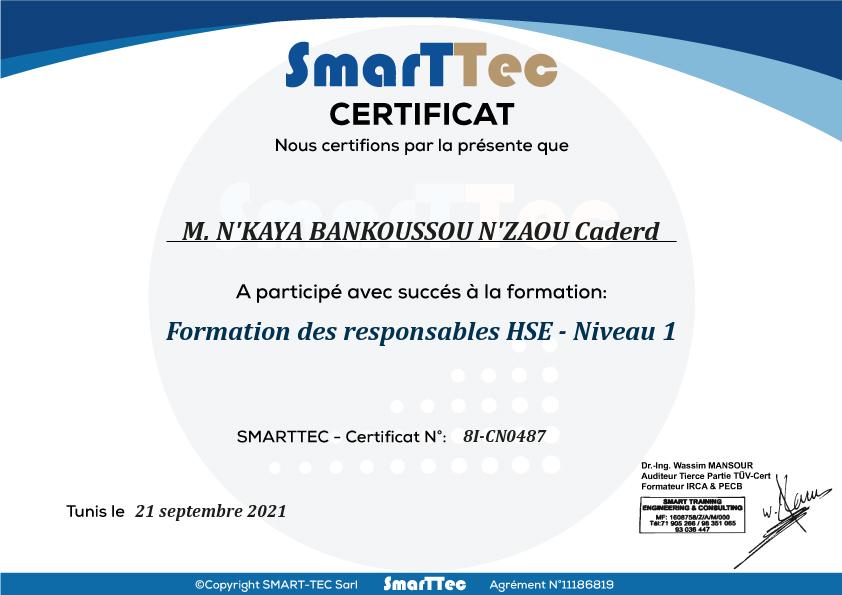 SmarTTec
CERTIFICAT
Nous certifions par la présente que
M. N'KAYA BANKOUSSOU N'ZAOU Caderd
A participé avec succés à la formation:
Formation des responsables HSE - Niveau 1
SMARTTEC - Certificat N°: 8I-CN0487
Dr.-Ing. Wassim MANSOUR
Auditeur Tierce Partie TÜV-Cert
Formateur IRCA & PECB
SMART TRAINING
ENGINEERING & CONSULTING
MF: 1608758/Z/A/M/000
Tél:71 905 266 / 98 351 065
93 036 447
Tunis le 21 septembre 2021
©Copyright SMART-TEC Sarl SmarTTec Agrément N°11186819